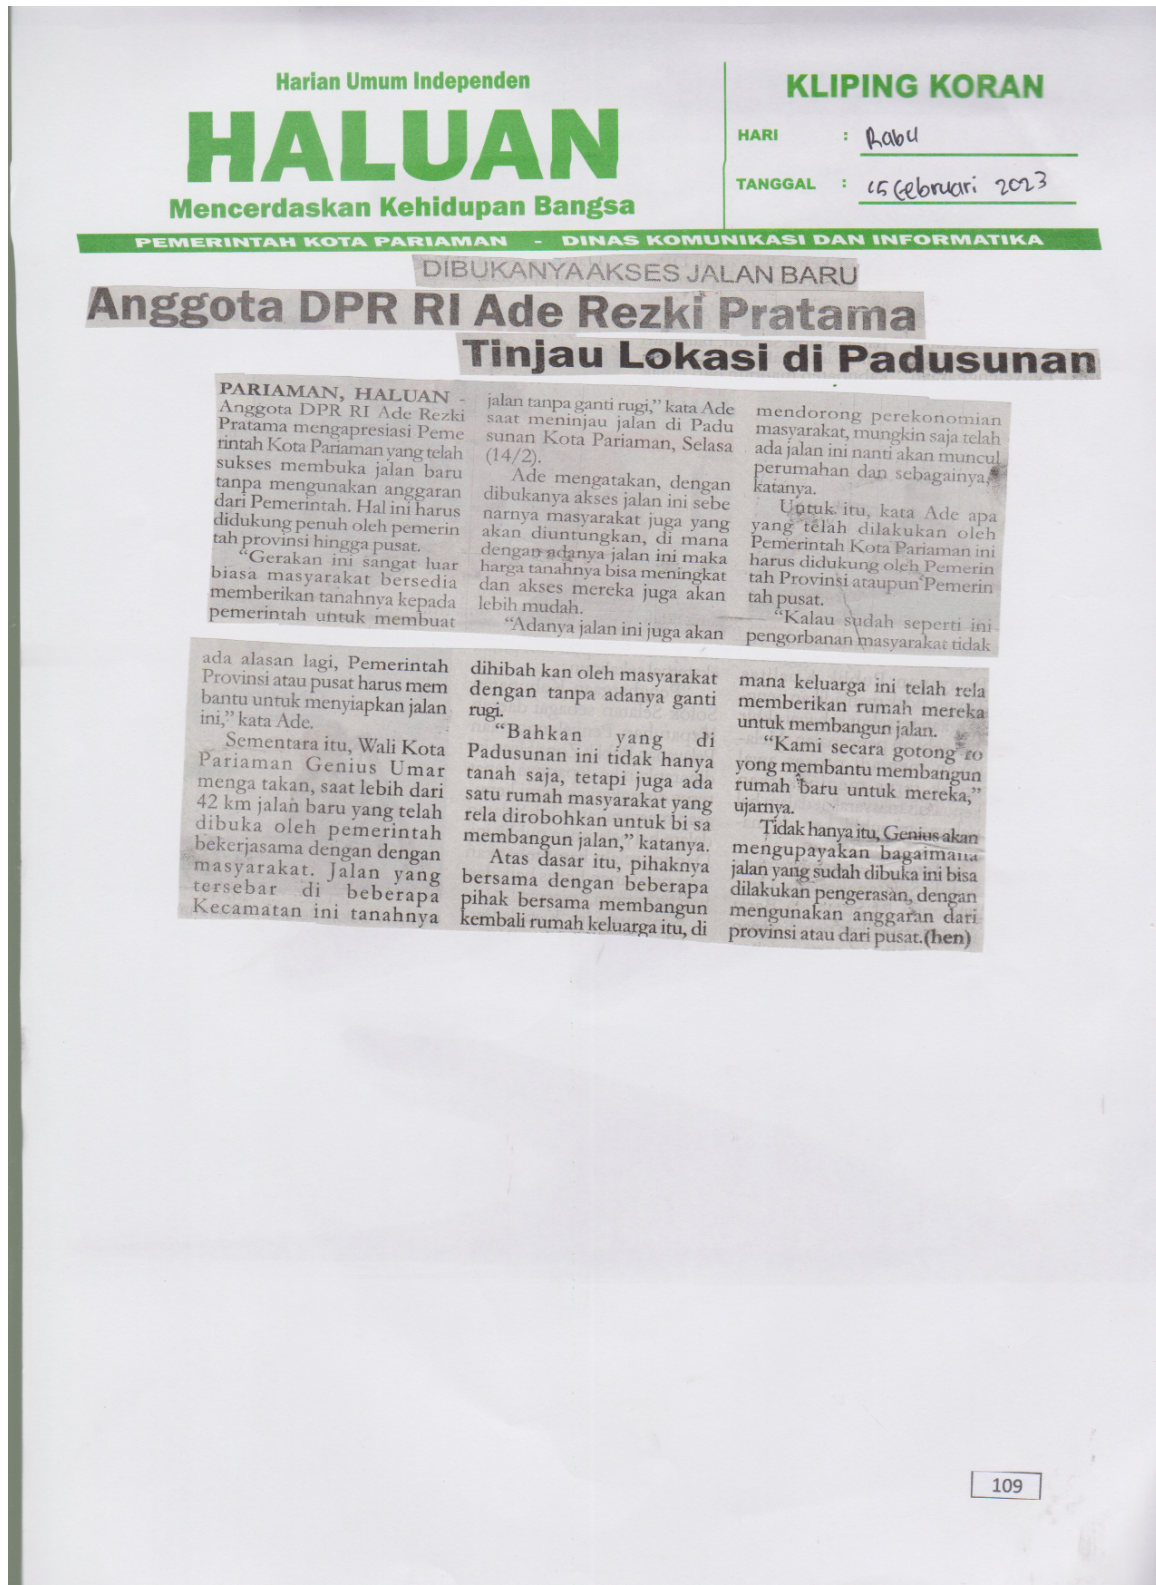 Harian Umum Independen
HALUAN
Mencerdaskan Kehidupan Bangsa
KLIPING KORAN
HARI : Rabu
TANGGAL : 15 Februari 2023
PEMERINTAH KOTA PARIAMAN - DINAS KOMUNIKASI DAN INFORMATIKA
DIBUKANYA AKSES JALAN BARU
Anggota DPR RI Ade Rezki Pratama
Tinjau Lokasi di Padusunan
PARIAMAN, HALUAN -
Anggota DPR RI Ade Rezki
Pratama mengapresiasi Peme
rintah Kota Pariaman yang telah
sukses membuka jalan baru
tanpa mengunakan anggaran
dari Pemerintah. Hal ini harus
didukung penuh oleh pemerin
tah provinsi hingga pusat.
"Gerakan ini sangat luar
biasa masyarakat bersedia
memberikan tanahnya kepada
pemerintah untuk membuat
jalan tanpa ganti rugi," kata Ade
saat meninjau jalan di Padu
sunan Kota Pariaman, Selasa
(14/2).
Ade mengatakan, dengan
dibukanya akses jalan ini sebe
narnya masyarakat juga yang
akan diuntungkan, di mana
dengan adanya jalan ini maka
harga tanahnya bisa meningkat
dan akses mereka juga akan
lebih mudah.
"Adanya jalan ini juga akan
mendorong perekonomian
masyarakat, mungkin saja telah
ada jalan ini nanti akan muncul
perumahan dan sebagainya,"
katanya.
Untuk itu, kata Ade apa
yang telah dilakukan oleh
Pemerintah Kota Pariaman ini
harus didukung oleh Pemerin
tah Provinsi ataupun Pemerin
tah pusat.
"Kalau sudah seperti ini
pengorbanan masyarakat tidak
ada alasan lagi, Pemerintah
Provinsi atau pusat harus mem
bantu untuk menyiapkan jalan
ini," kata Ade.
Sementara itu, Wali Kota
Pariaman Genius Umar
menga takan, saat lebih dari
42 km jalan baru yang telah
dibuka oleh pemerintah
bekerjasama dengan dengan
masyarakat. Jalan yang
tersebar di beberapa
Kecamatan ini tanahnya
dihibah kan oleh masyarakat
dengan tanpa adanya ganti
rugi.
"Bahkan yang di
Padusunan ini tidak hanya
tanah saja, tetapi juga ada
satu rumah masyarakat yang
rela dirobohkan untuk bi sa
membangun jalan," katanya.
Atas dasar itu, pihaknya
bersama dengan beberapa
pihak bersama membangun
kembali rumah keluarga itu, di
mana keluarga ini telah rela
memberikan rumah mereka
untuk membangun jalan.
"Kami secara gotong ro
yong membantu membangun
rumah baru untuk mereka,"
ujarnya.
Tidak hanya itu, Genius akan
mengupayakan bagaimana
jalan yang sudah dibuka ini bisa
dilakukan pengerasan, dengan
mengunakan anggaran dari
provinsi atau dari pusat.(hen)
109